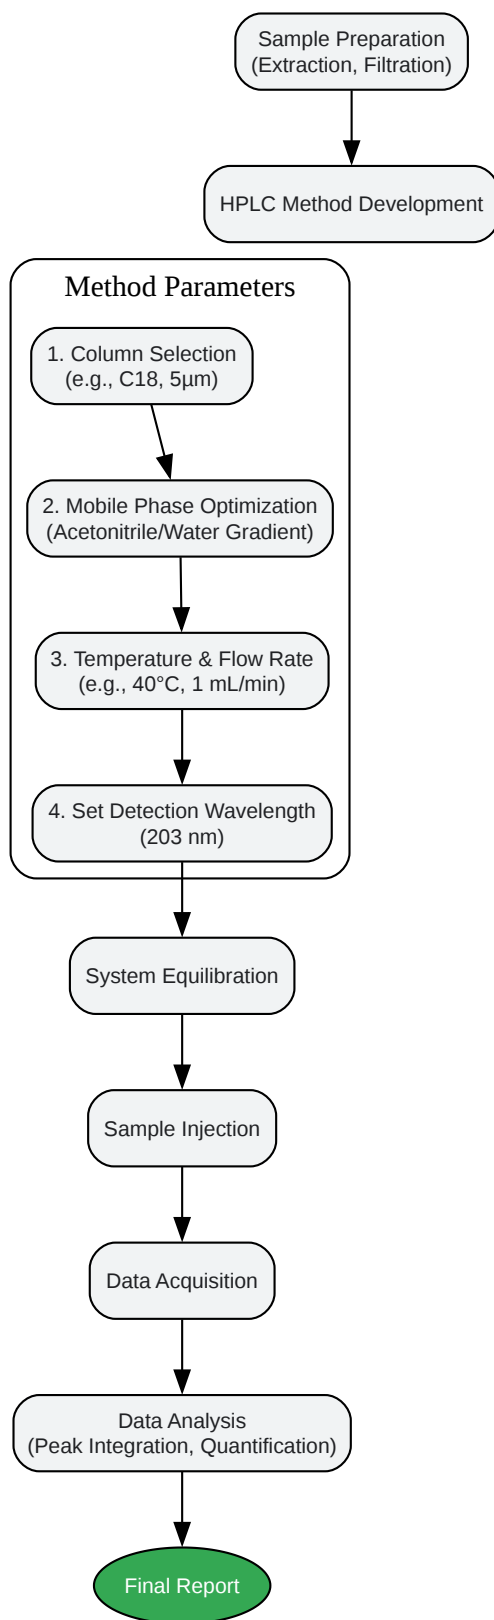 Sample Preparation
(Extraction, Filtration)
HPLC Method Development
Method Parameters
1. Column Selection
(e.g., C18, 5µm)
2. Mobile Phase Optimization
(Acetonitrile/Water Gradient)
3. Temperature & Flow Rate
(e.g., 40°C, 1 mL/min)
4. Set Detection Wavelength
(203 nm)
System Equilibration
Sample Injection
Data Acquisition
Data Analysis
(Peak Integration, Quantification)
Final Report